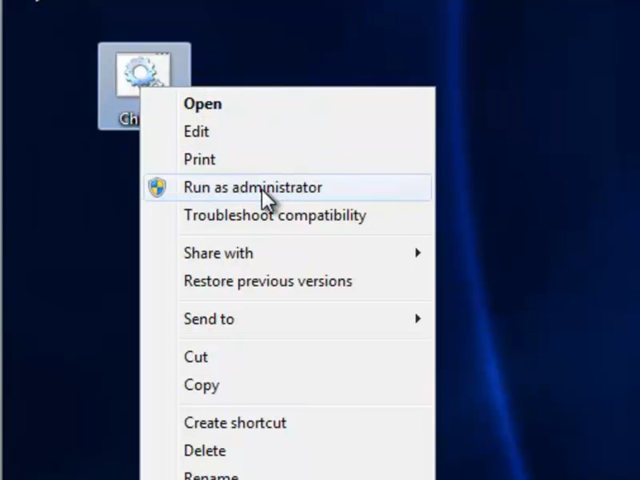 Open
Edit
Print
Run as administrator
Troubleshoot compatibility
Share with
Restore previous versions
Send to
Cut
Copy
Create shortcut
Delete
Rename